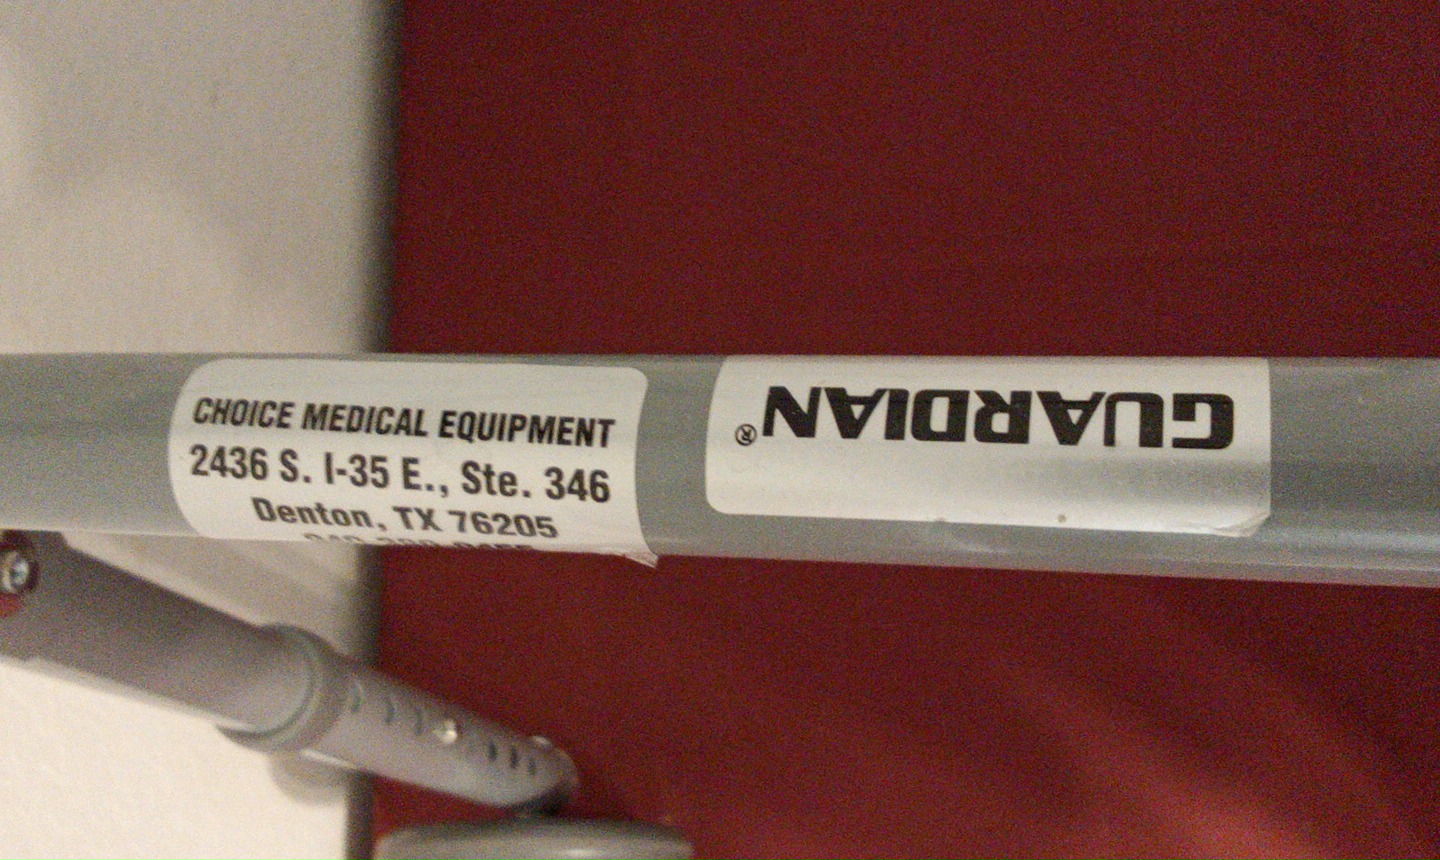 CHOICE MEDICAL EQUIPMENT
2436 S. I-35 E., Ste. 346
Denton, TX 76205
GUARDIAN®